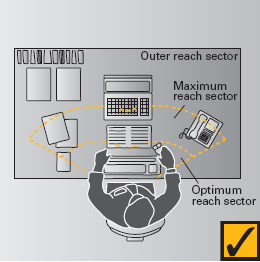 Outer reach sector
Maximum
reach sector
Optimum
reach sector